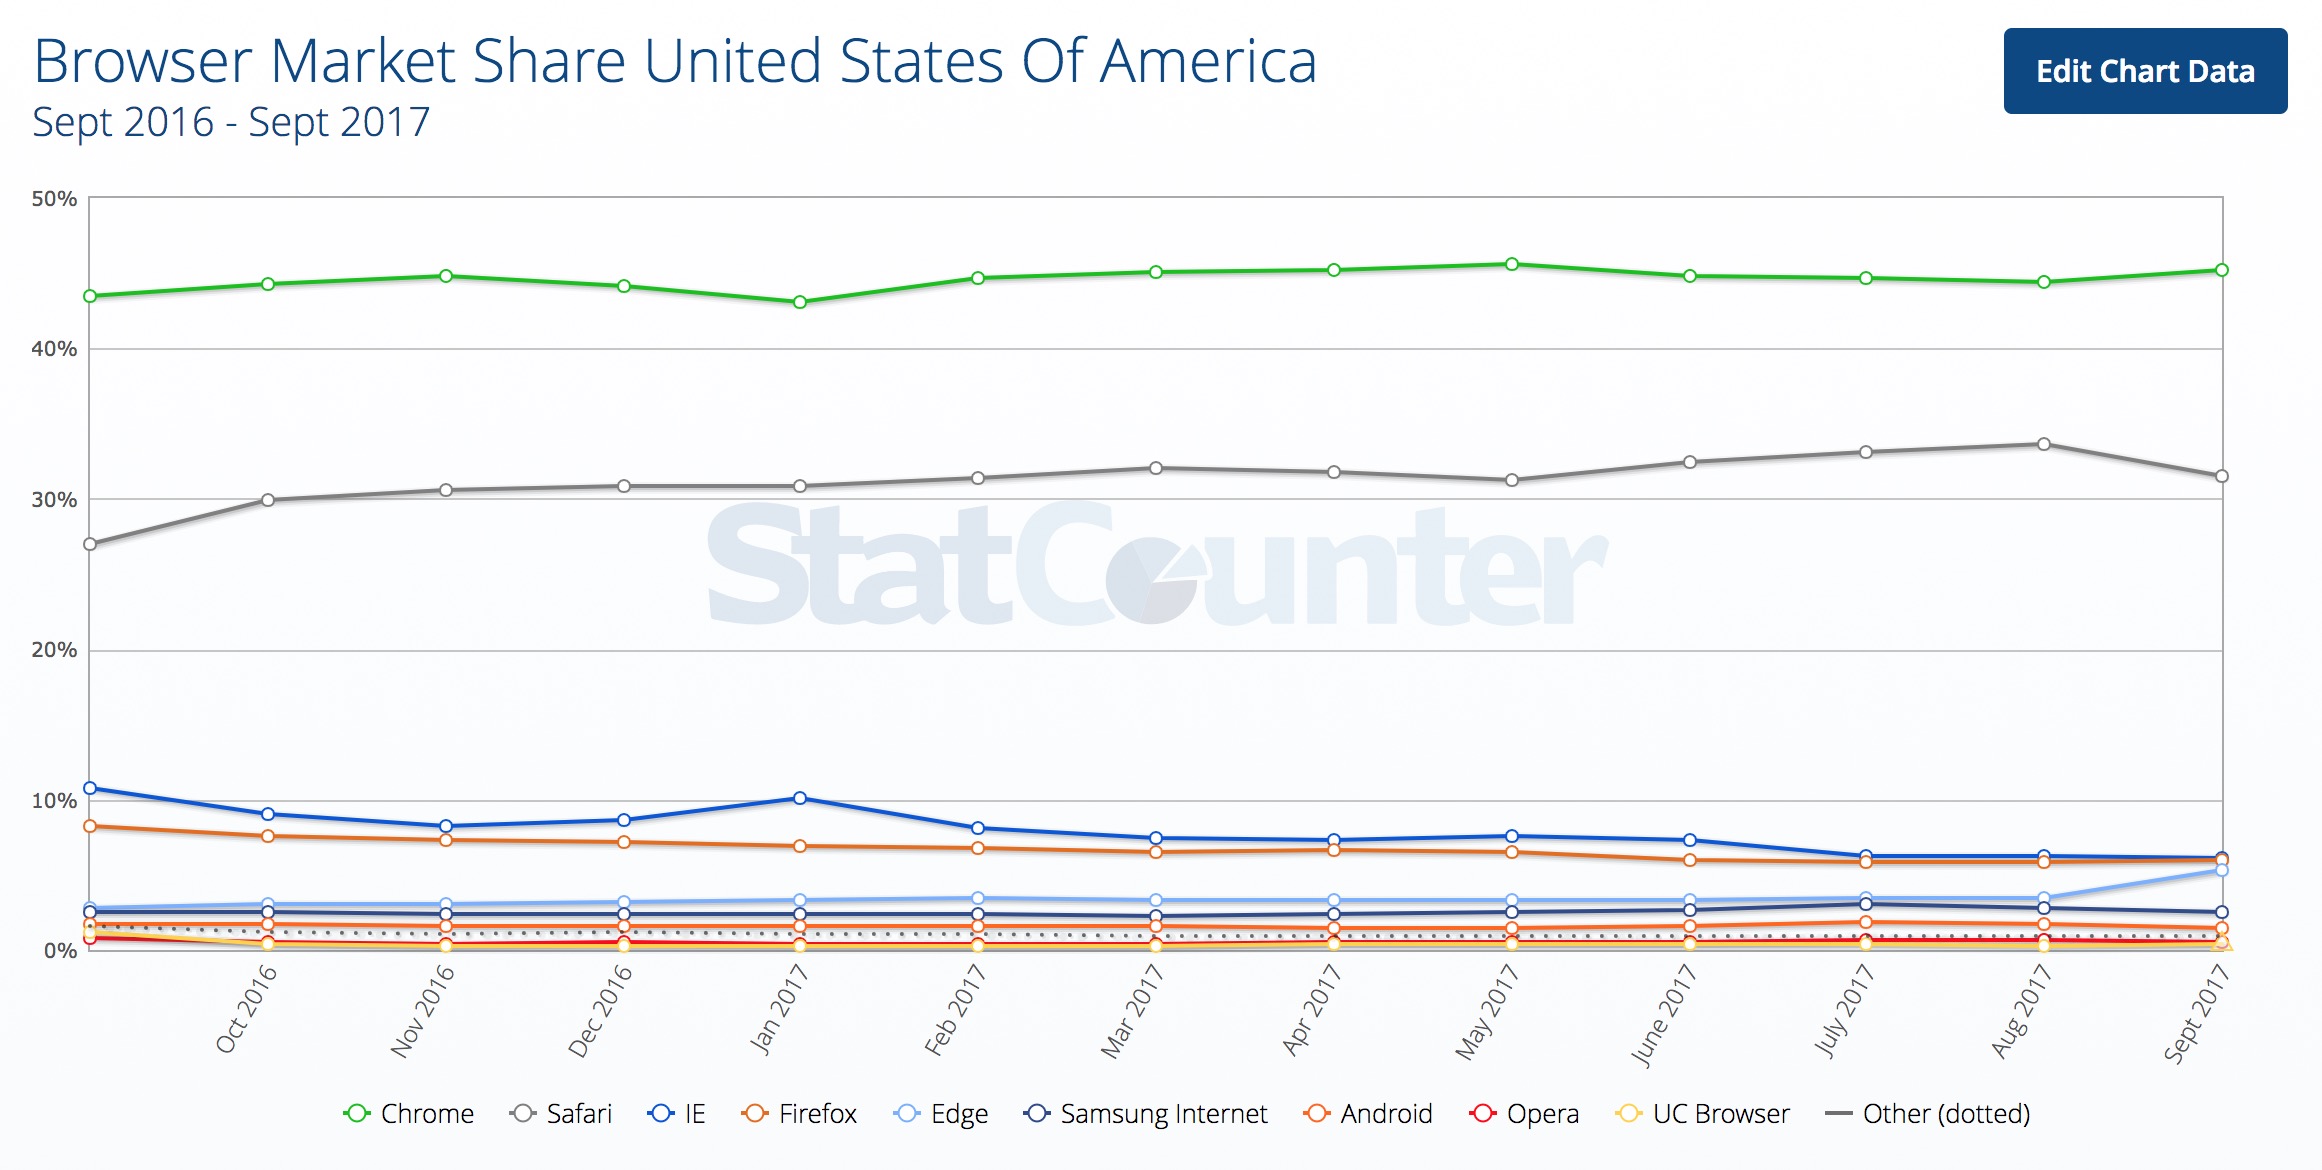 Browser Market Share United States Of America
Sept 2016 - Sept 2017
Edit Chart Data
50%
40%
30%
20%
10%
0%
StatCounter
Oct 2016
Nov 2016
Dec 2016
Jan 2017
Feb 2017
Mar 2017
Apr 2017
May 2017
June 2017
July 2017
Aug 2017
Sept 2017
Chrome Safari IE Firefox Edge Samsung Internet Android Opera UC Browser Other (dotted)